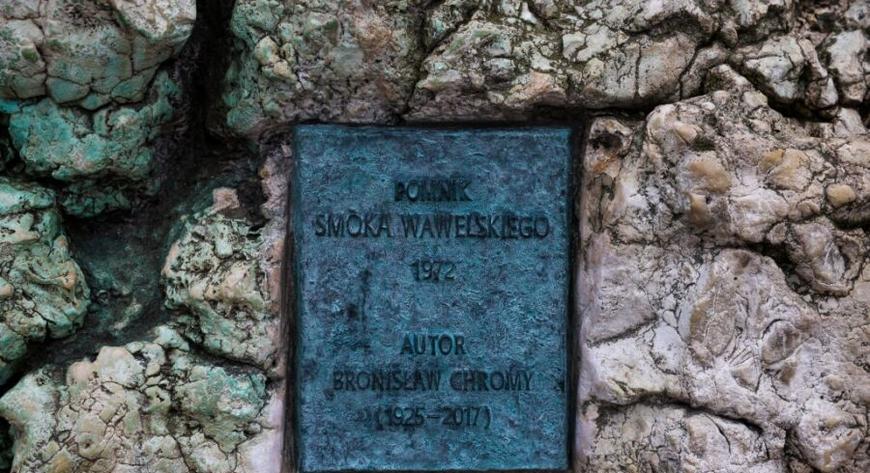 POMNIK
SMOKA WAWELSKIEGO
1972
AUTOR
BRONISŁAW CHROMY
(1925-2017)